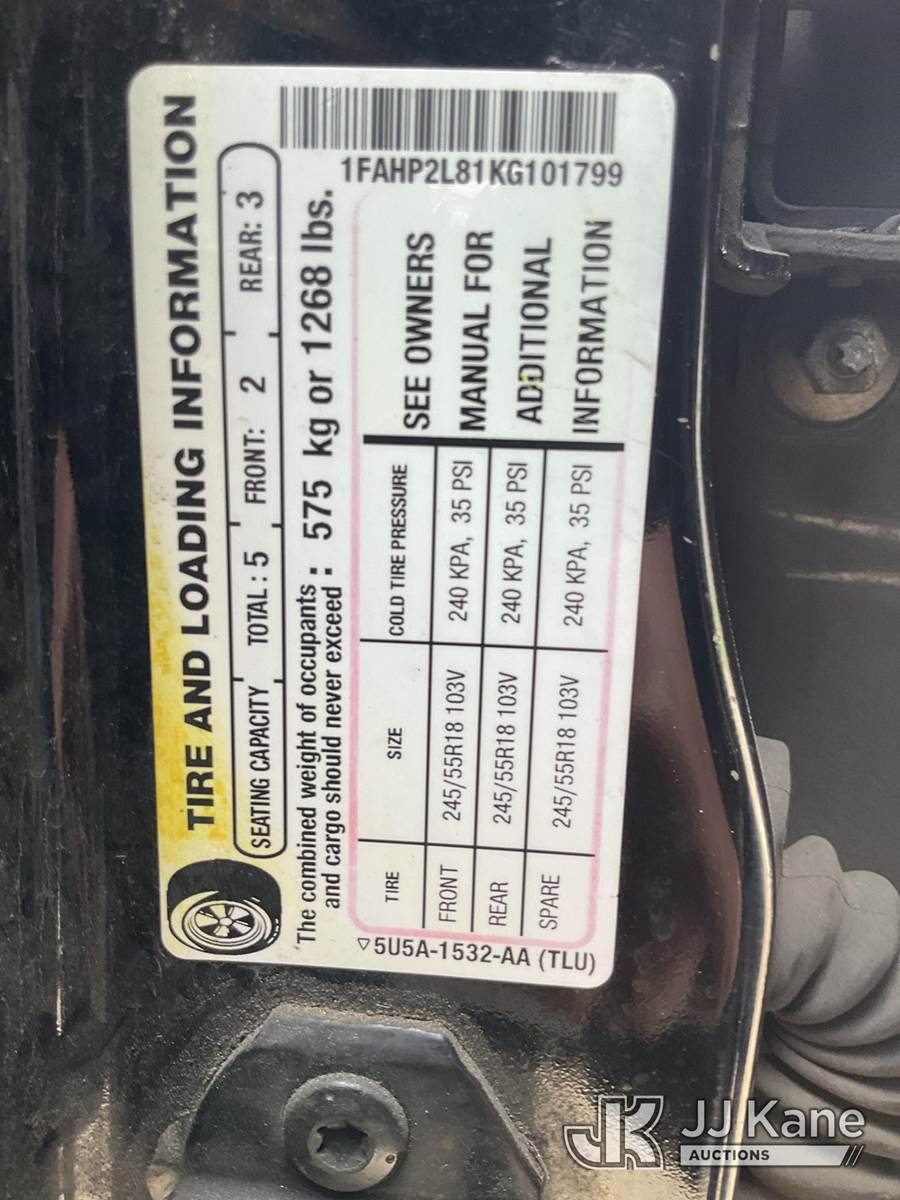 TIRE AND LOADING INFORMATION
SEATING CAPACITY TOTAL : 5 FRONT: 2 REAR: 3
The combined weight of occupants
and cargo should never exceed : 575 kg or 1268 lbs.
TIRE SIZE COLD TIRE PRESSURE
FRONT 245/55R18 103V 240 KPA, 35 PSI
REAR 245/55R18 103V 240 KPA, 35 PSI
SPARE 245/55R18 103V 240 KPA, 35 PSI
SEE OWNERS
MANUAL FOR
ADDITIONAL
INFORMATION
5U5A-1532-AA (TLU)
1FAHP2L81KG101799
JK JJ Kane
AUCTIONS